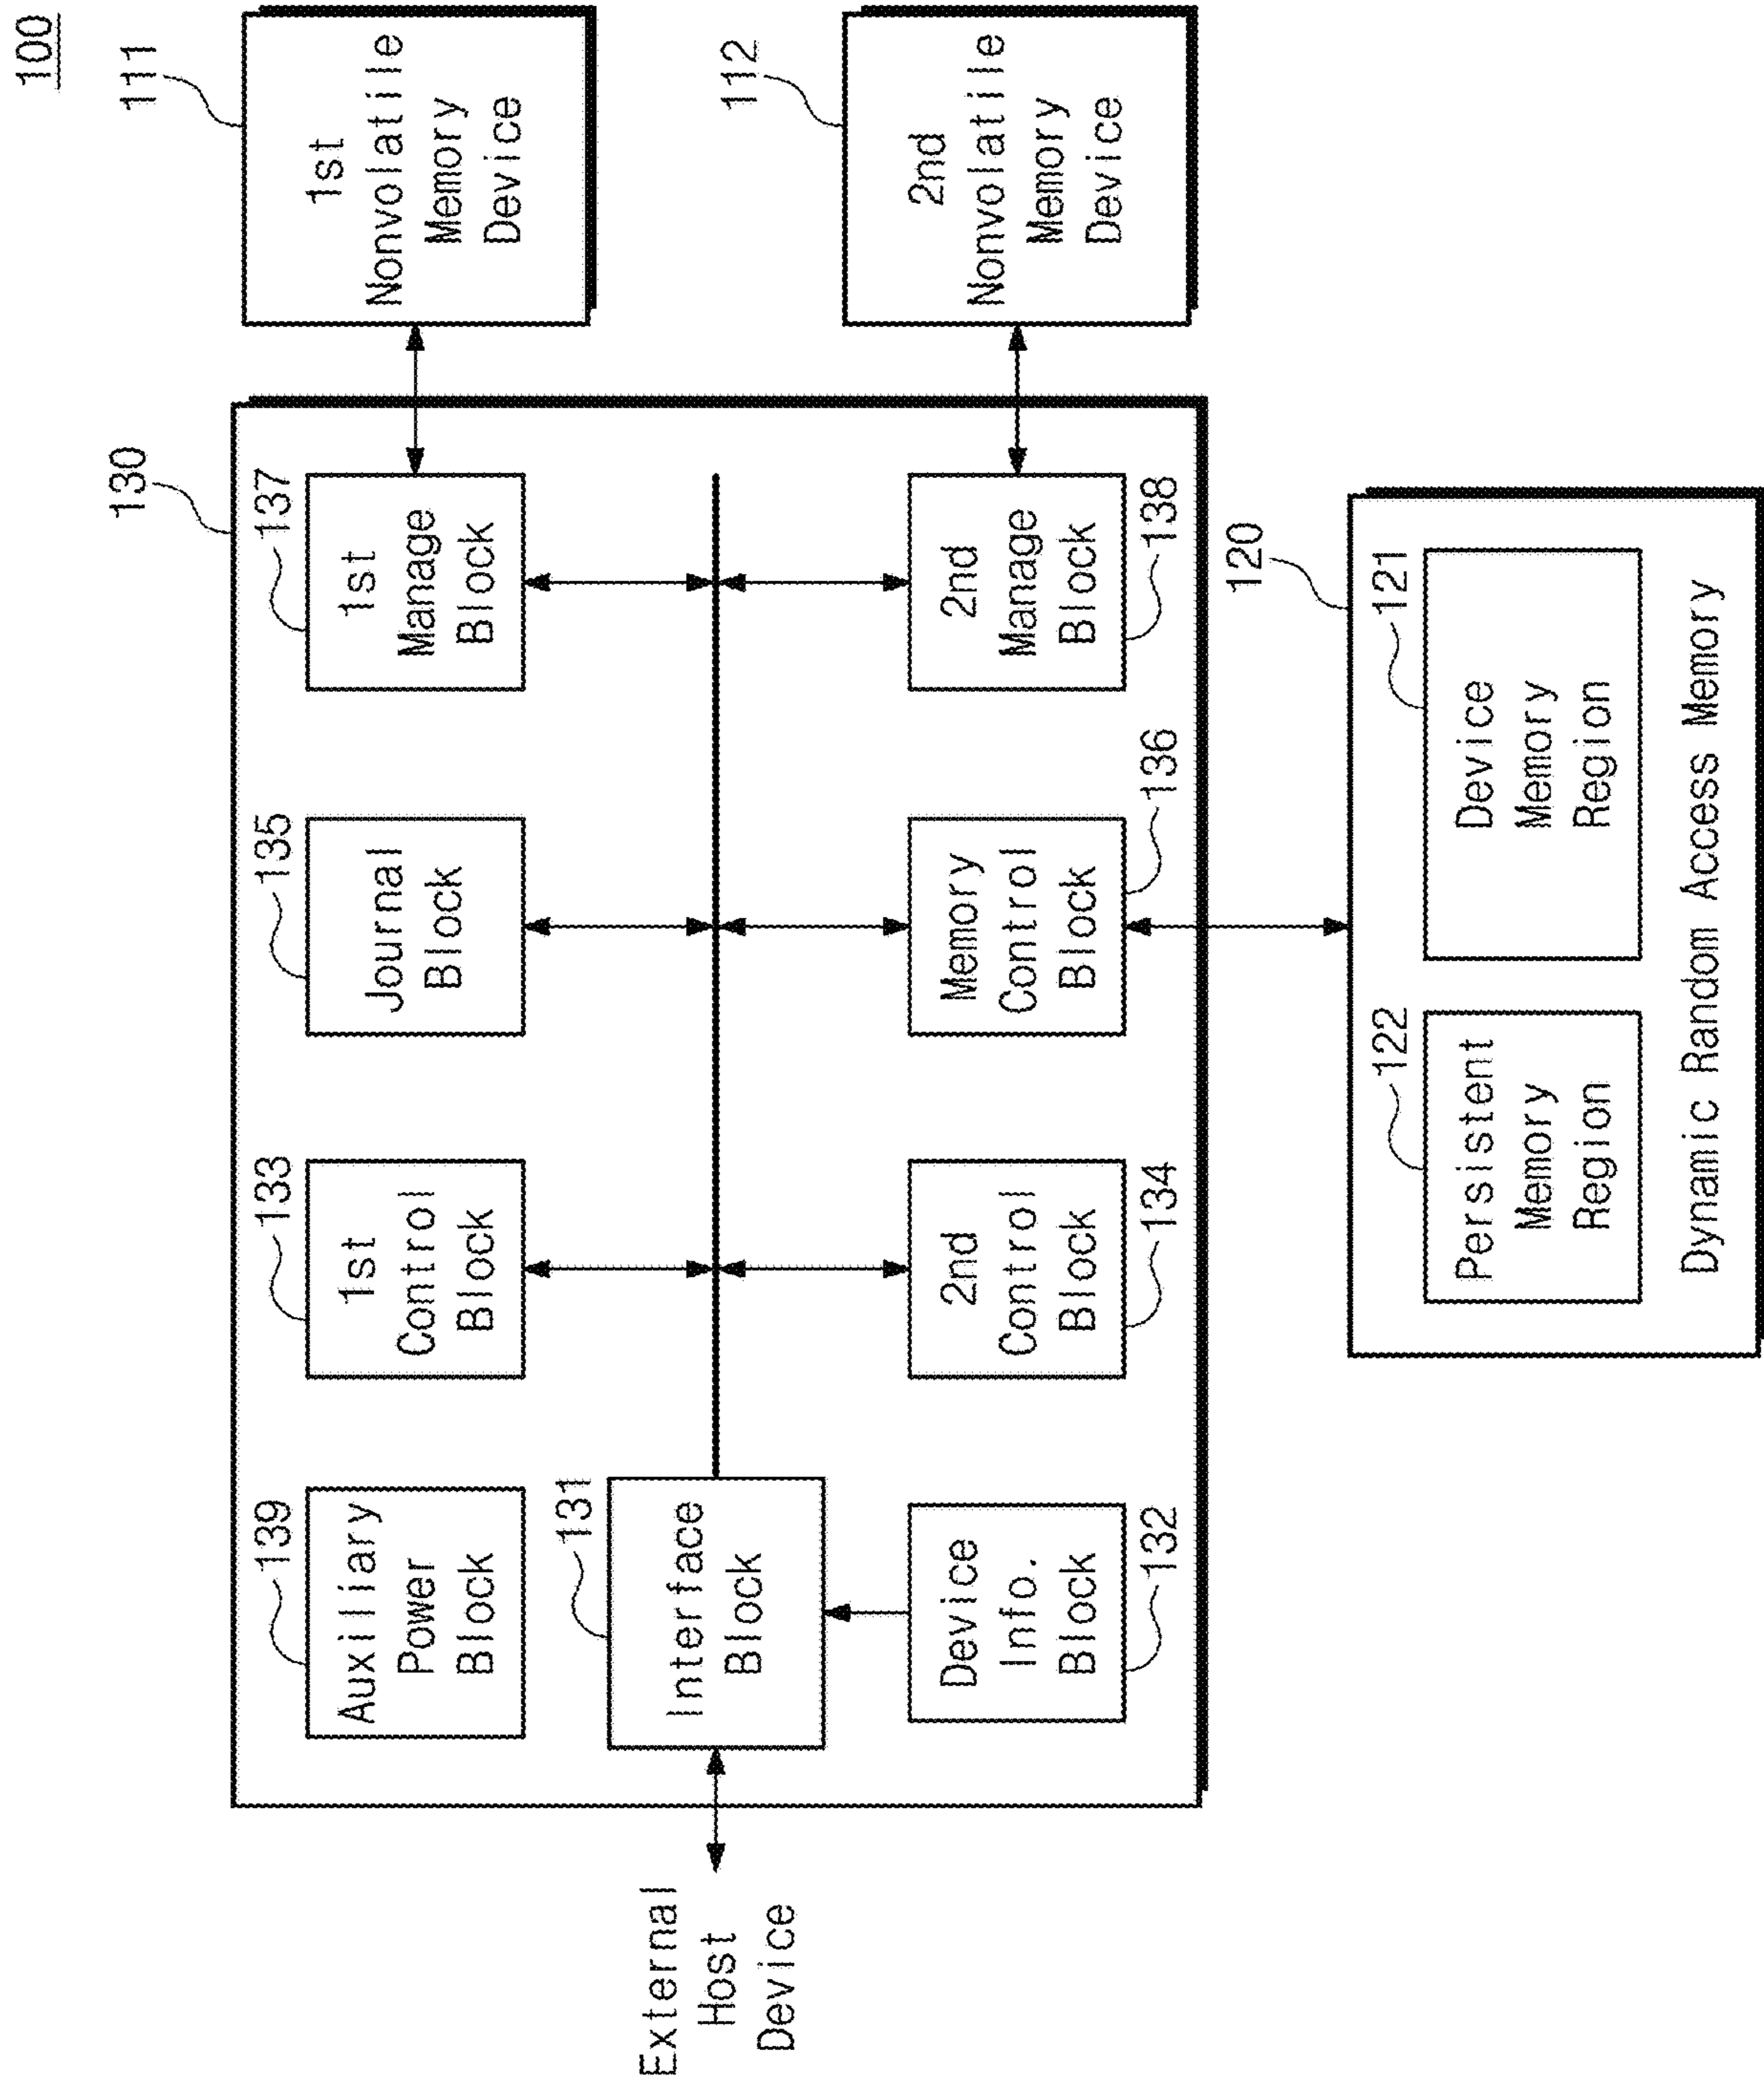 100
111
1st
Nonvolatile
Memory
Device
112
2nd
Nonvolatile
Memory
Device
130
139
Auxiliary
Power
Block
133
1st
Control
Block
135
Journal
Block
137
1st
Manage
Block
External
Host
Device
131
Interface
Block
Device
Info.
Block
132
2nd
Control
Block
134
Memory
Control
Block
136
2nd
Manage
Block
138
120
122
Persistent
Memory
Region
121
Device
Memory
Region
Dynamic Random Access Memory